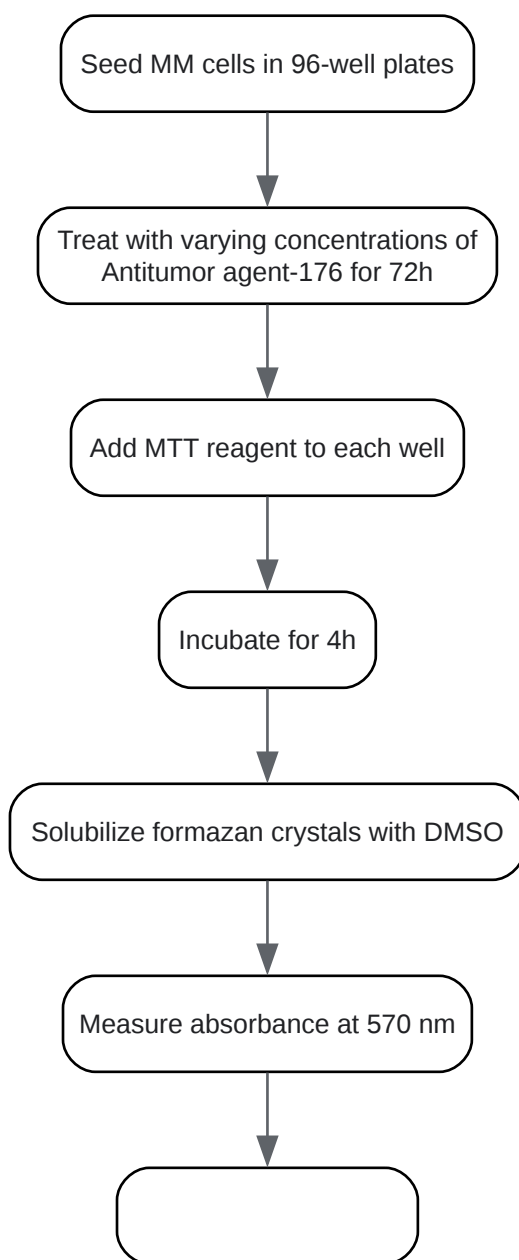 Seed MM cells in 96-well plates
Treat with varying concentrations of
Antitumor agent-176 for 72h
Add MTT reagent to each well
Incubate for 4h
Solubilize formazan crystals with DMSO
Measure absorbance at 570 nm